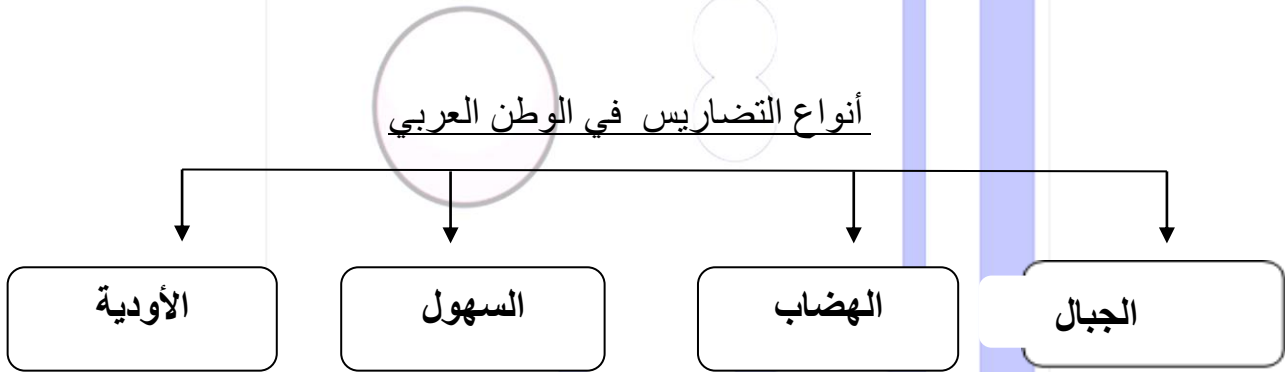 أنواع التضاريس في الوطن العربي
الجبال
الهضاب
السهول
الأودية